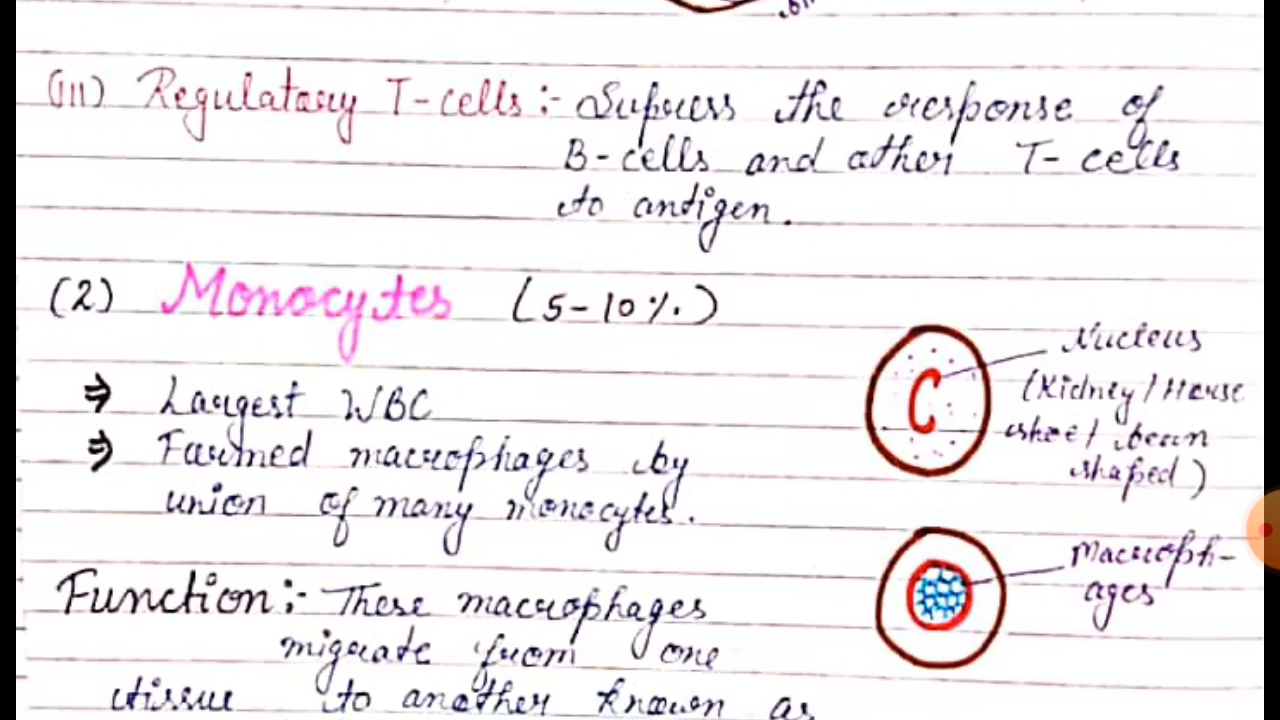 (III) Regulatary T-cells :- Supress the response of
B-cells and other T-cells
to antigen.
(2) Monocytes (5-10%.)
⇒ Largest WBC
⇒ Formed macrophages by
union of many monocytes.
Nucleus
(Kidney/Horse
shoe/bean
shaped)
Macroph-
ages
Function :- These macrophages
migrate from one
tissue to another known as